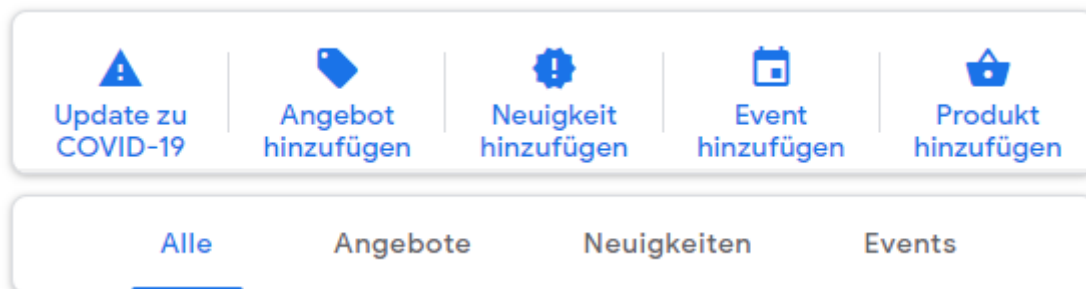 Update zu
COVID-19
Angebot
hinzufügen
Neuigkeit
hinzufügen
Event
hinzufügen
Produkt
hinzufügen
Alle Angebote Neuigkeiten Events